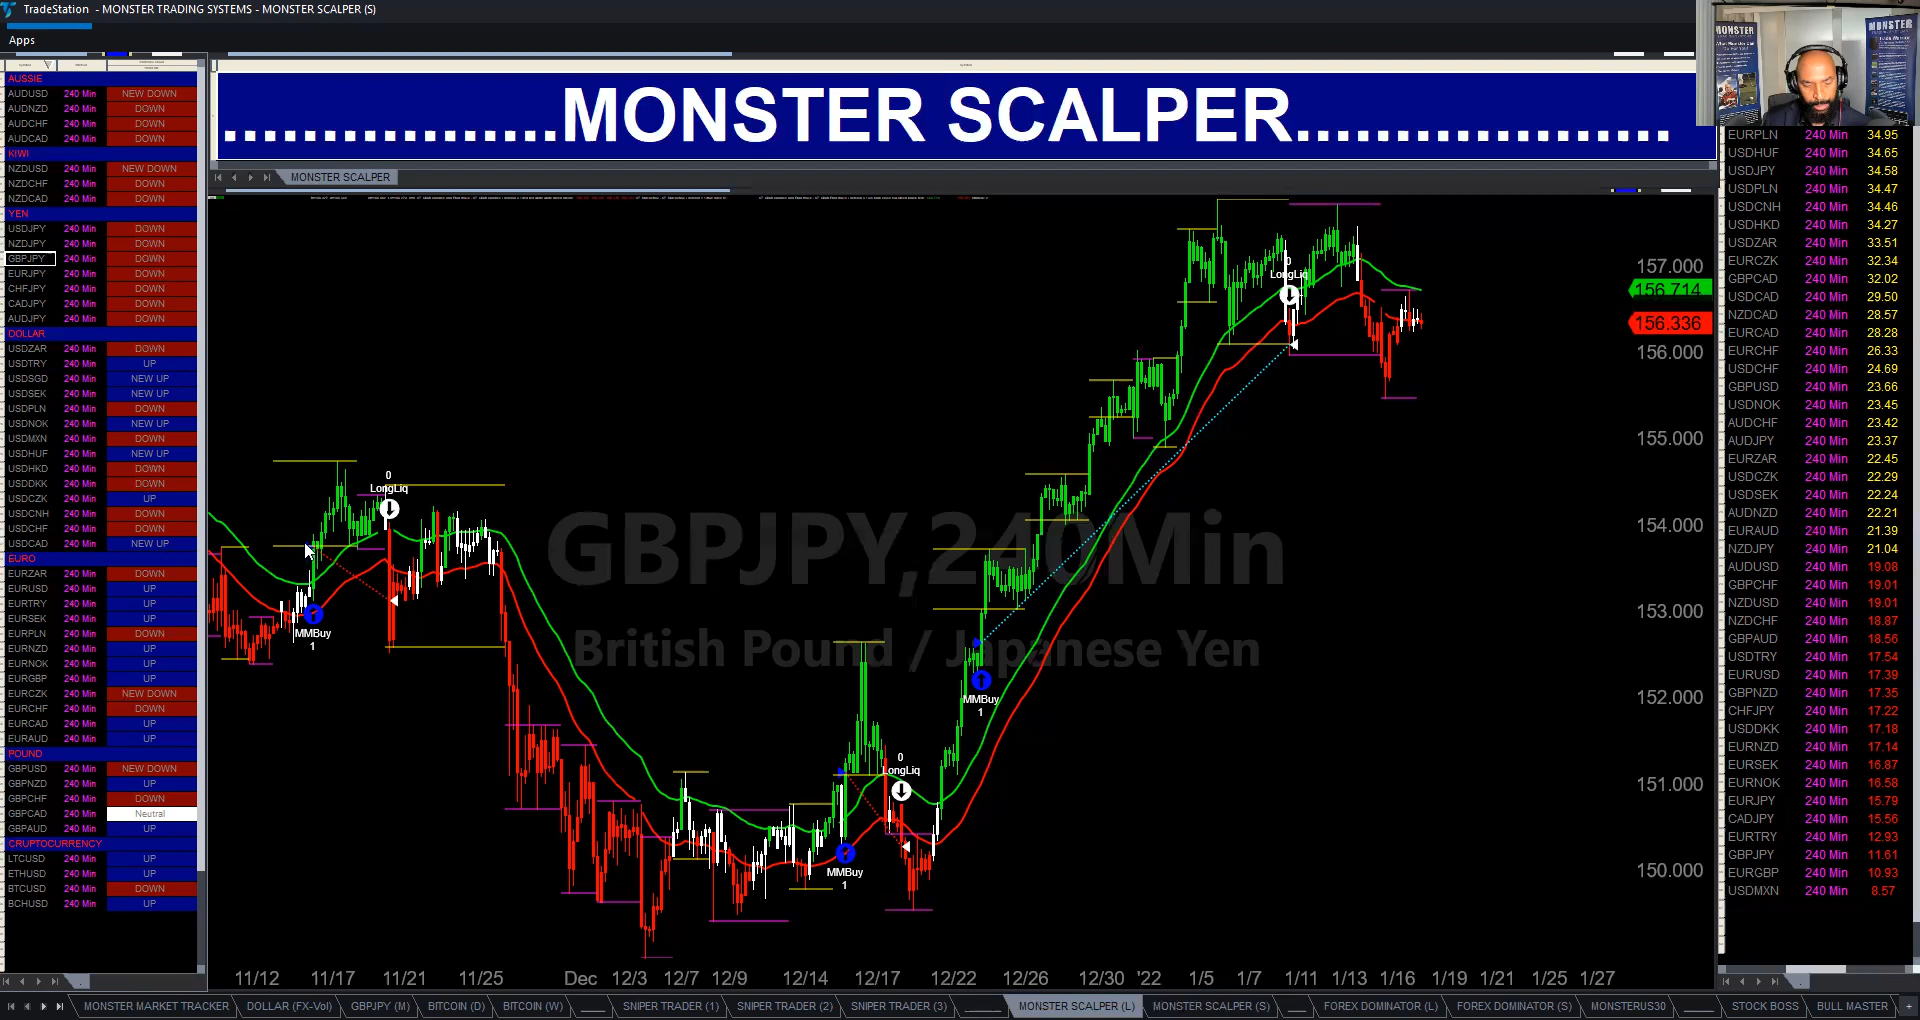 TradeStation - MONSTER TRADING SYSTEMS - MONSTER SCALPER (S)
Apps
AUSSIE
AUDUSD 240 Min NEW DOWN
AUDNZD 240 Min DOWN
AUDCHF 240 Min DOWN
AUDCAD 240 Min DOWN
KIWI
NZDUSD 240 Min NEW DOWN
NZDCHF 240 Min DOWN
NZDCAD 240 Min DOWN
YEN
USDJPY 240 Min DOWN
NZDJPY 240 Min DOWN
GBPJPY 240 Min DOWN
EURJPY 240 Min DOWN
CHFJPY 240 Min DOWN
CADJPY 240 Min DOWN
AUDJPY 240 Min DOWN
DOLLAR
USDZAR 240 Min DOWN
USDTRY 240 Min UP
USDSGD 240 Min NEW UP
USDSEK 240 Min NEW UP
USDPLN 240 Min DOWN
USDNOK 240 Min NEW UP
USDMXN 240 Min DOWN
USDHUF 240 Min NEW UP
USDHKD 240 Min DOWN
USDDKK 240 Min DOWN
USDCZK 240 Min UP
USDCNH 240 Min DOWN
USDCHF 240 Min DOWN
USDCAD 240 Min NEW UP
EURO
EURZAR 240 Min DOWN
EURUSD 240 Min UP
EURTRY 240 Min UP
EURSEK 240 Min UP
EURPLN 240 Min DOWN
EURNZD 240 Min UP
EURNOK 240 Min UP
EURGBP 240 Min UP
EURCZK 240 Min NEW DOWN
EURCHF 240 Min DOWN
EURCAD 240 Min UP
EURAUD 240 Min UP
POUND
GBPUSD 240 Min NEW DOWN
GBPNZD 240 Min UP
GBPCHF 240 Min DOWN
GBPCAD 240 Min Neutral
GBPAUD 240 Min UP
CRUPTOCURRENCY
LTCUSD 240 Min UP
ETHUSD 240 Min UP
BTCUSD 240 Min DOWN
BCHUSD 240 Min UP
.................MONSTER SCALPER...................
MONSTER SCALPER
GBPJPY,240Min
British Pound / Japanese Yen
0
LongLiq
MMBuy
1
0
LongLiq
MMBuy
1
0
LongLiq
MMBuy
1
157.000
156.714
156.336
156.000
155.000
154.000
153.000
152.000
151.000
150.000
11/12 11/17 11/21 11/25 Dec 12/3 12/7 12/9 12/14 12/17 12/22 12/26 12/30 '22 1/5 1/7 1/11 1/13 1/16 1/19 1/21 1/25 1/27
MONSTER
MONSTER
EURPLN 240 Min 34.95
USDHUF 240 Min 34.65
USDJPY 240 Min 34.58
USDPLN 240 Min 34.47
USDCNH 240 Min 34.46
USDHKD 240 Min 34.27
USDZAR 240 Min 33.51
EURCZK 240 Min 32.34
GBPCAD 240 Min 32.02
USDCAD 240 Min 29.50
NZDCAD 240 Min 28.57
EURCAD 240 Min 28.28
EURCHF 240 Min 26.33
USDCHF 240 Min 24.69
GBPUSD 240 Min 23.66
USDNOK 240 Min 23.45
AUDCHF 240 Min 23.42
AUDJPY 240 Min 23.37
EURZAR 240 Min 22.45
USDCZK 240 Min 22.29
USDSEK 240 Min 22.24
AUDNZD 240 Min 22.21
EURAUD 240 Min 21.39
NZDJPY 240 Min 21.04
AUDUSD 240 Min 19.08
GBPCHF 240 Min 19.01
NZDUSD 240 Min 19.01
NZDCHF 240 Min 18.87
GBPAUD 240 Min 18.56
USDTRY 240 Min 17.54
EURUSD 240 Min 17.39
GBPNZD 240 Min 17.35
CHFJPY 240 Min 17.22
USDDKK 240 Min 17.18
EURNZD 240 Min 17.14
EURSEK 240 Min 16.87
EURNOK 240 Min 16.58
EURJPY 240 Min 15.79
CADJPY 240 Min 15.56
EURTRY 240 Min 12.93
GBPJPY 240 Min 11.61
EURGBP 240 Min 10.93
USDMXN 240 Min 8.57
MONSTER MARKET TRACKER DOLLAR (FX-Vol) GBPJPY (M) BITCOIN (D) BITCOIN (W) ____ SNIPER TRADER (1) SNIPER TRADER (2) SNIPER TRADER (3) ______ MONSTER SCALPER (L) MONSTER SCALPER (S) ___ FOREX DOMINATOR (L) FOREX DOMINATOR (S) MONSTERUS30 _____ STOCK BOSS BULL MASTER +